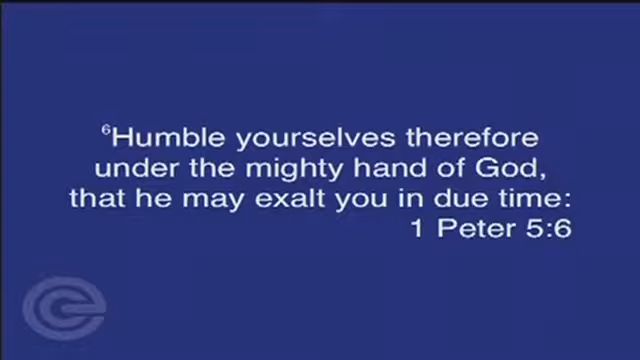 ⁶Humble yourselves therefore
under the mighty hand of God,
that he may exalt you in due time:
1 Peter 5:6